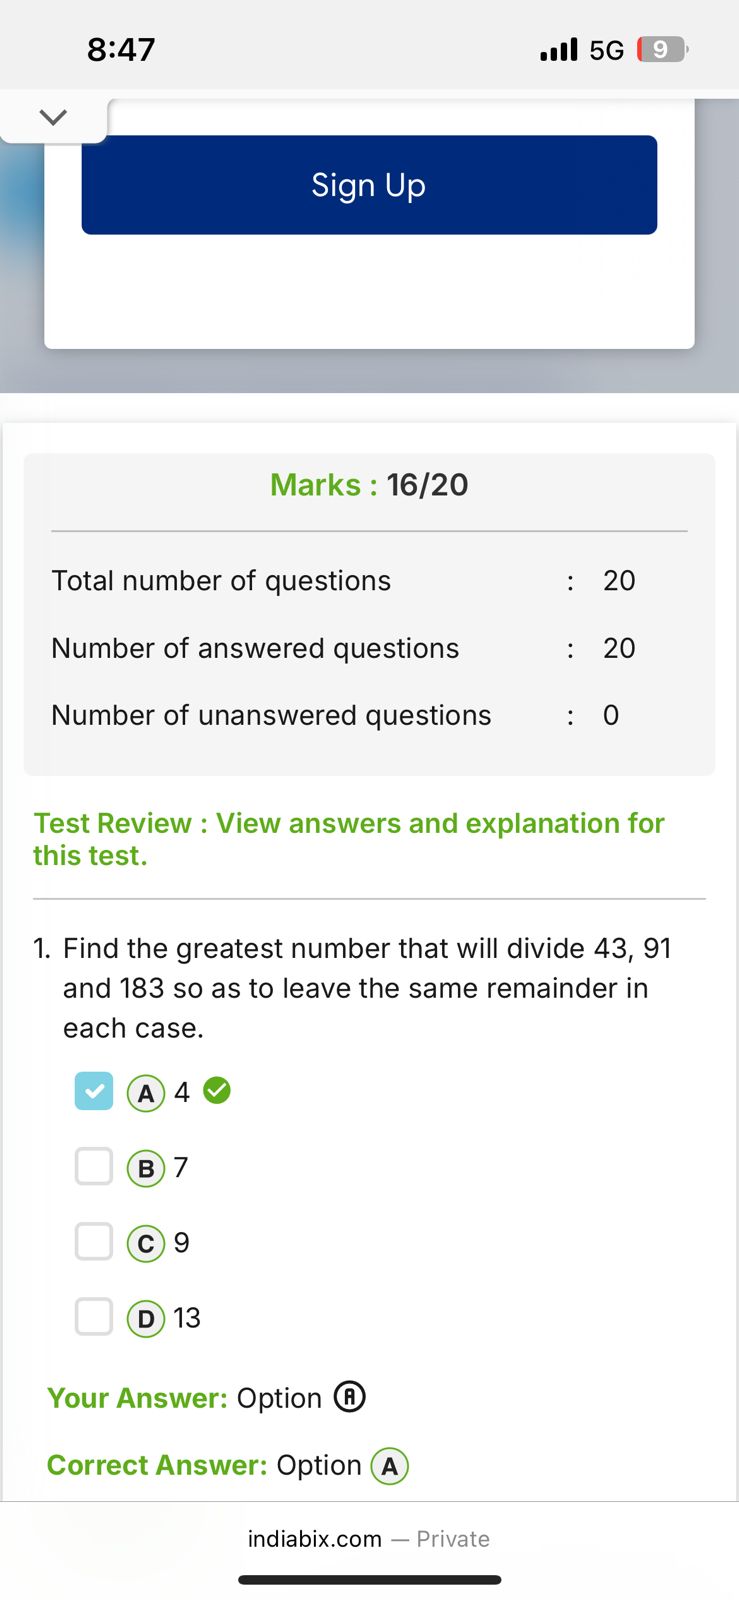 8:47
5G 9
Sign Up
Marks : 16/20
Total number of questions : 20
Number of answered questions : 20
Number of unanswered questions : 0
Test Review : View answers and explanation for
this test.
1. Find the greatest number that will divide 43, 91
and 183 so as to leave the same remainder in
each case.
A 4
B 7
C 9
D 13
Your Answer: Option A
Correct Answer: Option A
indiabix.com — Private